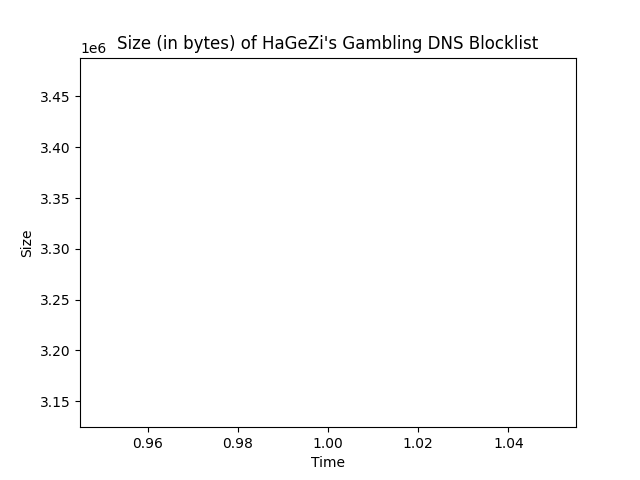 Size (in bytes) of HaGeZi's Gambling DNS Blocklist
1e6
3.45
3.40
3.35
3.30
3.25
3.20
3.15
Size
0.96 0.98 1.00 1.02 1.04
Time